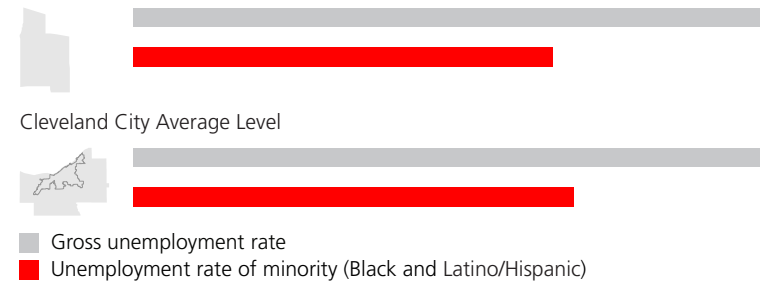 Cleveland City Average Level
Gross unemployment rate
Unemployment rate of minority (Black and Latino/Hispanic)